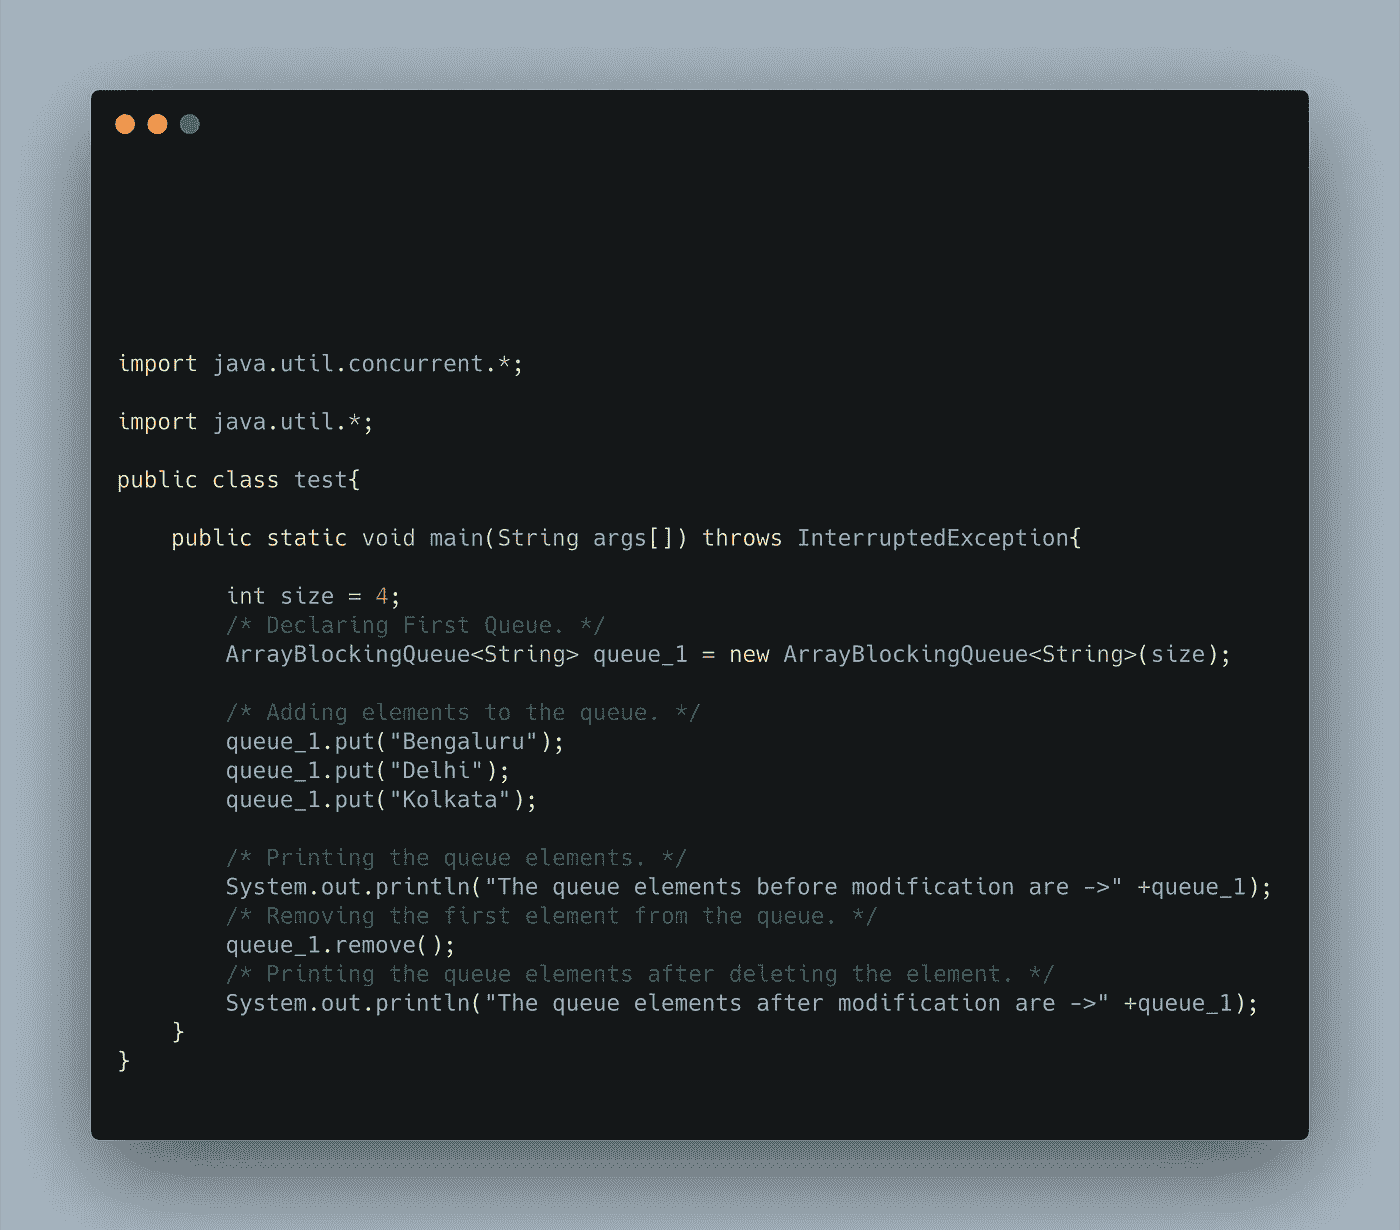 import java.util.concurrent.*;
import java.util.*;
public class test{
    public static void main(String args[]) throws InterruptedException{
        int size = 4;
        /* Declaring First Queue. */
        ArrayBlockingQueue<String> queue_1 = new ArrayBlockingQueue<String>(size);
        /* Adding elements to the queue. */
        queue_1.put("Bengaluru");
        queue_1.put("Delhi");
        queue_1.put("Kolkata");
        /* Printing the queue elements. */
        System.out.println("The queue elements before modification are ->" +queue_1);
        /* Removing the first element from the queue. */
        queue_1.remove();
        /* Printing the queue elements after deleting the element. */
        System.out.println("The queue elements after modification are ->" +queue_1);
    }
}